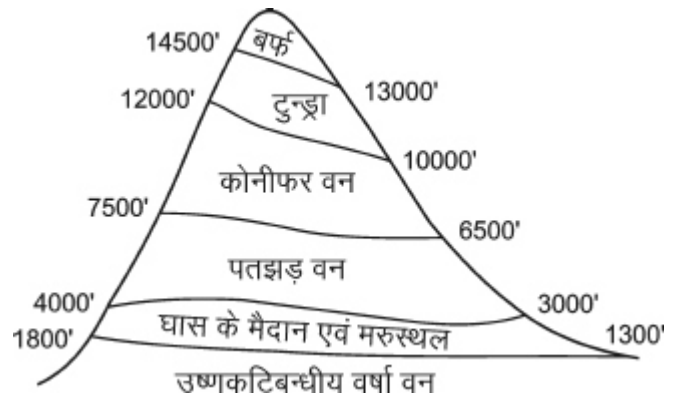 14500'
बर्फ
13000'
12000'
टुन्ड्रा
10000'
कोनीफर वन
7500'
6500'
पतझड़ वन
4000'
3000'
घास के मैदान एवं मरुस्थल
1800'
1300'
उष्णकटिबन्धीय वर्षा वन